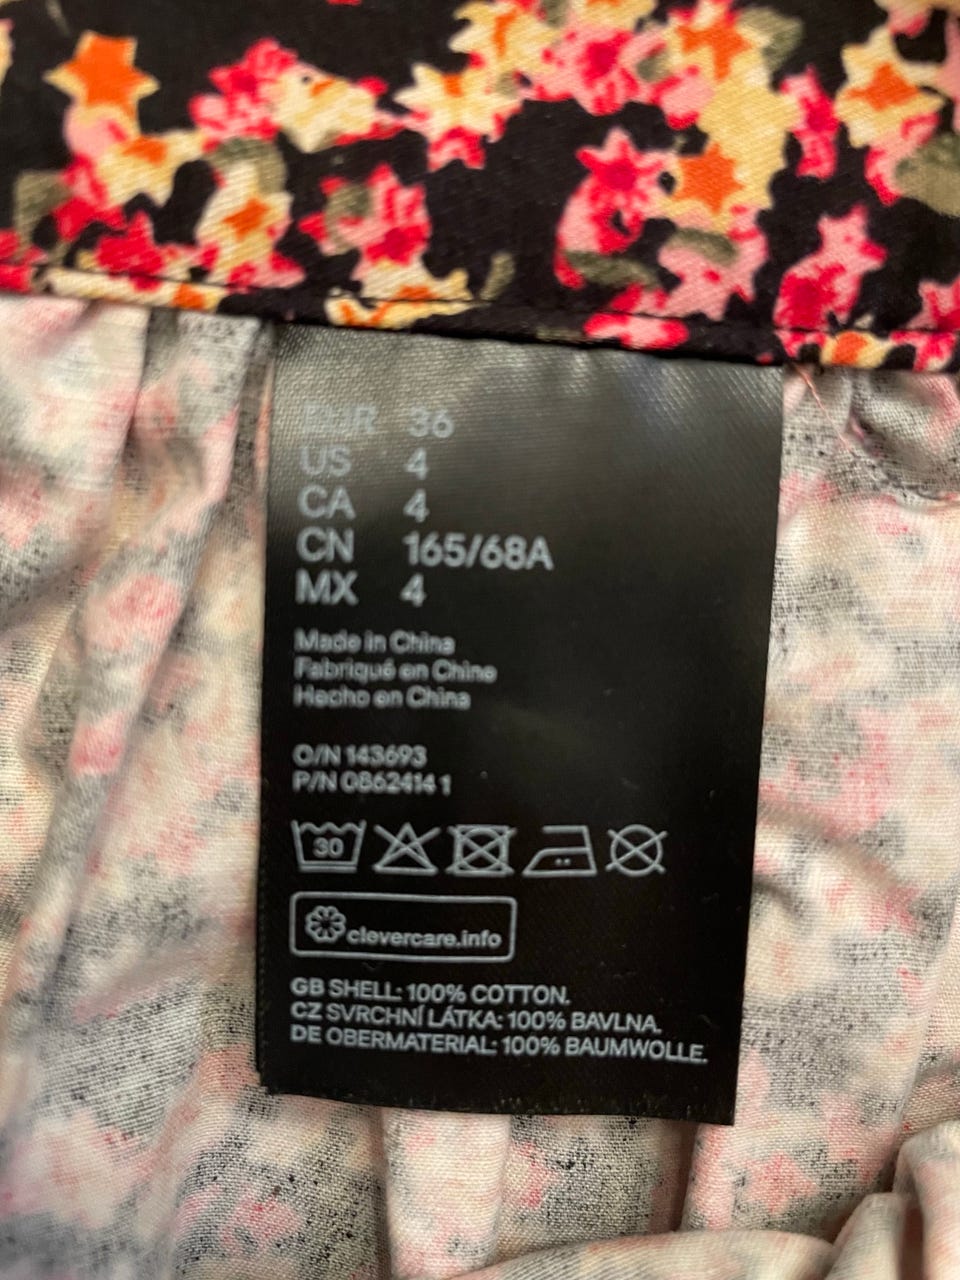 EUR 36
US 4
CA 4
CN 165/68A
MX 4
Made in China
Fabriqué en Chine
Hecho en China
O/N 143693
P/N 0862414 1
30
clevercare.info
GB SHELL: 100% COTTON.
CZ SVRCHNÍ LÁTKA: 100% BAVLNA.
DE OBERMATERIAL: 100% BAUMWOLLE.